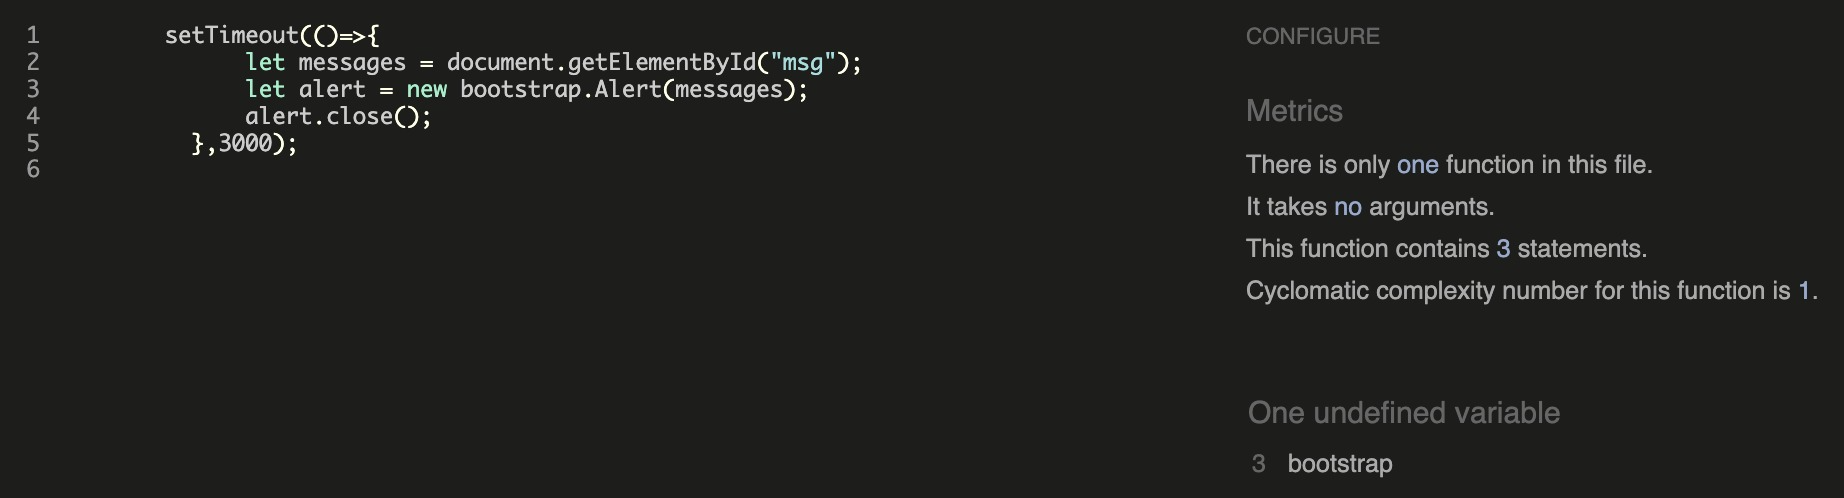 1 setTimeout(()=>{
2 let messages = document.getElementById("msg");
3 let alert = new bootstrap.Alert(messages);
4 alert.close();
5 },3000);
6
CONFIGURE
Metrics
There is only one function in this file.
It takes no arguments.
This function contains 3 statements.
Cyclomatic complexity number for this function is 1.
One undefined variable
3 bootstrap